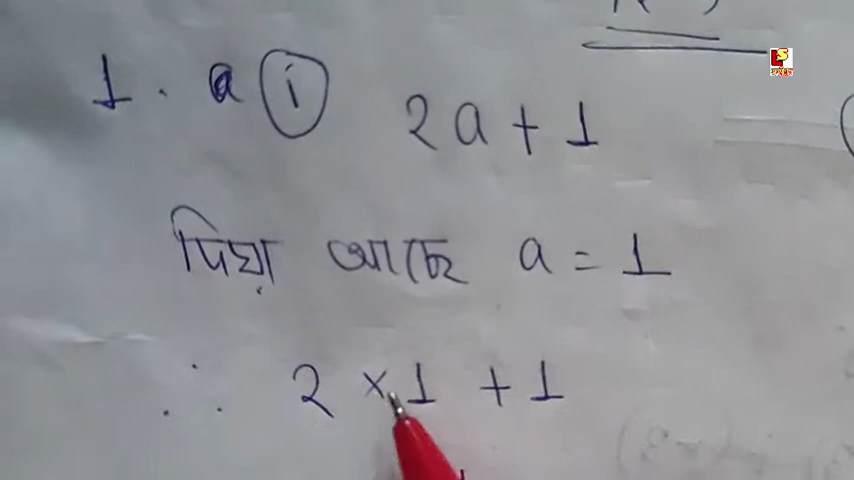 1. a (i) 2a + 1
দিয়া আছে a = 1
∴ 2 × 1 + 1